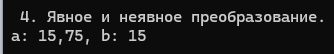 4. Явное и неявное преобразование.
a: 15,75, b: 15